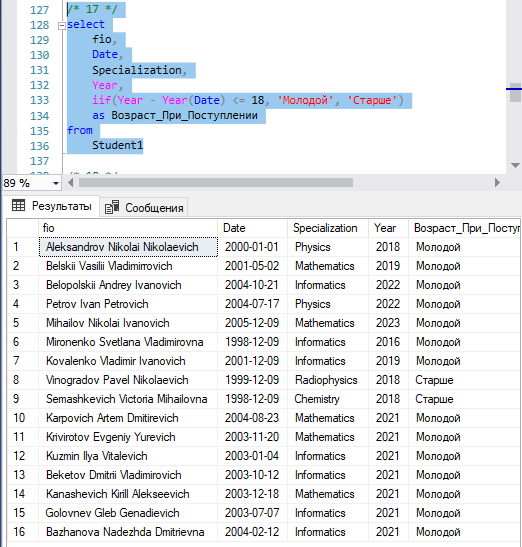 127 /* 17 */
128 select
129 fio,
130 Date,
131 Specialization,
132 Year,
133 iif(Year - Year(Date) <= 18, 'Молодой', 'Старше')
134 as Возраст_При_Поступлении
135 from
136 Student1
137
89 %
Результаты Сообщения
fio Date Specialization Year Возраст_При_Поступ
1 Aleksandrov Nikolai Nikolaevich 2000-01-01 Physics 2018 Молодой
2 Belskii Vasilii Vladimirrovich 2001-05-02 Mathematics 2019 Молодой
3 Belopolskii Andrey Ivanovich 2004-10-21 Informatics 2022 Молодой
4 Petrov Ivan Petrovich 2004-07-17 Physics 2022 Молодой
5 Mihailov Nikolai Ivanovich 2005-12-09 Mathematics 2023 Молодой
6 Mironenko Svetlana Vladimirovna 1998-12-09 Informatics 2016 Молодой
7 Kovalenko Vladimir Ivanovich 2001-12-09 Informatics 2019 Молодой
8 Vinogradov Pavel Nikolaevich 1999-12-09 Radiophysics 2018 Старше
9 Semashkevich Victoria Mihailovna 1998-12-09 Chemistry 2018 Старше
10 Karpovich Artem Dmitirevich 2004-08-23 Mathematics 2021 Молодой
11 Krivirotov Evgeniy Yurevich 2003-11-20 Mathematics 2021 Молодой
12 Kuzmin Ilya Vitalevich 2003-01-04 Informatics 2021 Молодой
13 Beketov Dmitrii Vladimirovich 2003-10-12 Informatics 2021 Молодой
14 Kanashevich Kirill Alekseevich 2003-12-18 Mathematics 2021 Молодой
15 Golovnev Gleb Genadievich 2003-07-07 Informatics 2021 Молодой
16 Bazhanova Nadezhda Dmitrievna 2004-02-12 Informatics 2021 Молодой